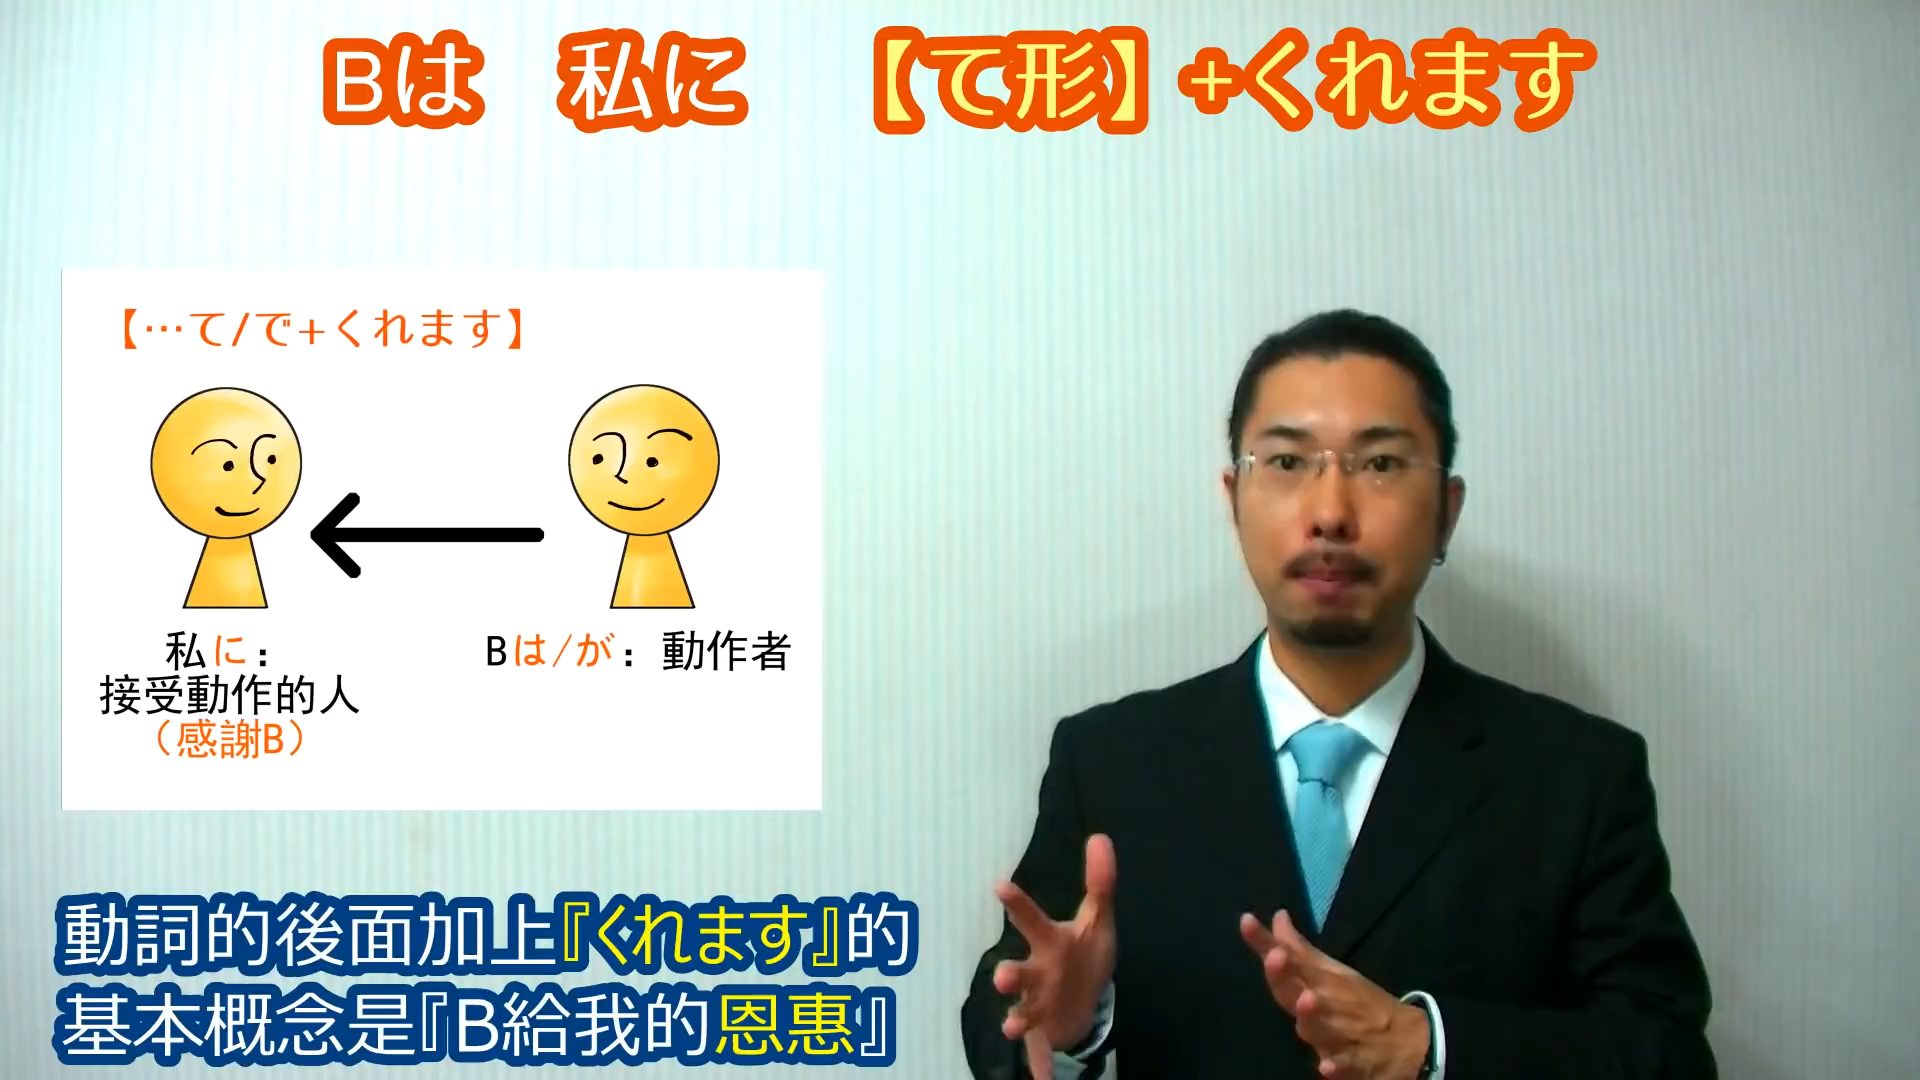 Bは 私に 【て形】+くれます
【…て/で+くれます】
私に：
接受動作的人
（感謝B）
Bは/が：動作者
動詞的後面加上『くれます』的
基本概念是『B給我的恩惠』